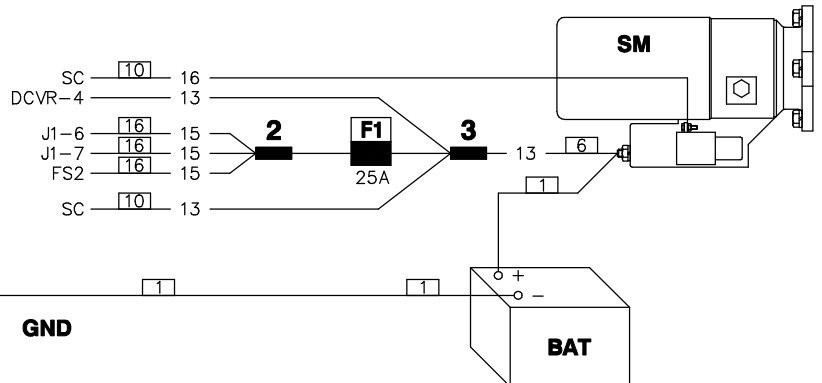 SM
SC 10 16
DCVR-4 13
J1-6 16 15
2 F1 3
J1-7 16 15 13 6
FS2 16 15
25A
SC 10 13
1
+
1 1 −
GND
BAT